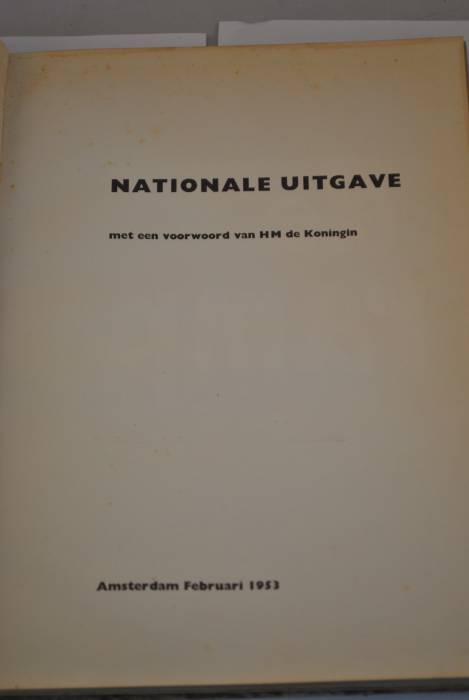 NATIONALE UITGAVE
met een voorwoord van HM de Koningin
Amsterdam Februari 1953